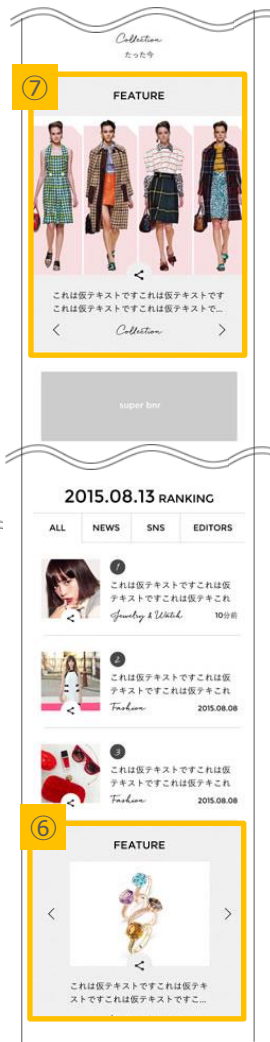 Collection
たった今
⑦
FEATURE
これは仮テキストですこれは仮テキストです
これは仮テキストですこれは仮テキストで...
Collection
super bnr
2015.08.13 RANKING
ALL NEWS SNS EDITORS
1
これは仮テキストですこれは仮
テキストですこれは仮テキこれ
Jewelry & Watch 10分前
2
これは仮テキストですこれは仮
テキストですこれは仮テキこれ
Fashion 2015.08.08
3
これは仮テキストですこれは仮
テキストですこれは仮テキこれ
Fashion 2015.08.08
⑥
FEATURE
これは仮テキストですこれは仮テキ
ストですこれは仮テキストですこ...